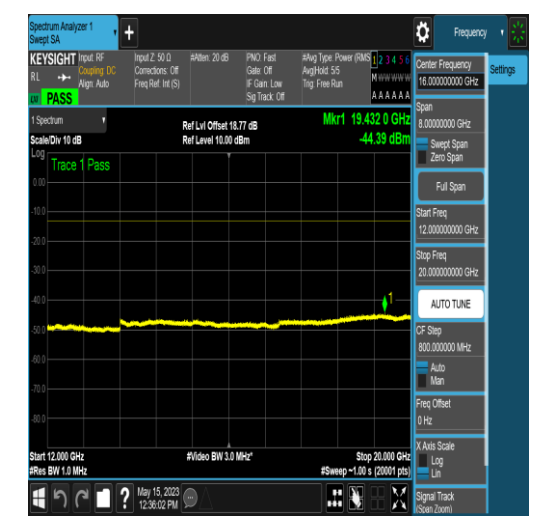 Spectrum Analyzer 1
Swept SA
+
Frequency
KEYSIGHT
Input: RF
Coupling: DC
Align: Auto
RL
PASS
Input Z: 50 Ω
Corrections: Off
Freq Ref: Int (S)
#Atten: 20 dB
PNO: Fast
Gate: Off
IF Gain: Low
Sig Track: Off
#Avg Type: Power (RMS
Avg|Hold: 5/5
Trig: Free Run
1 2 3 4 5 6
M W W W W W
A A A A A A
1 Spectrum
Scale/Div 10 dB
Ref Lvl Offset 18.77 dB
Ref Level 10.00 dBm
Mkr1 19.432 0 GHz
-44.39 dBm
Log
Trace 1 Pass
0.00
-10.0
-20.0
-30.0
-40.0
-50.0
-60.0
-70.0
-80.0
1
Start 12.000 GHz
#Res BW 1.0 MHz
#Video BW 3.0 MHz*
Stop 20.000 GHz
#Sweep ~1.00 s (20001 pts)
?
May 15, 2023
12:36:02 PM
Center Frequency
16.000000000 GHz
Settings
Span
8.00000000 GHz
Swept Span
Zero Span
Full Span
Start Freq
12.000000000 GHz
Stop Freq
20.000000000 GHz
AUTO TUNE
CF Step
800.000000 MHz
Auto
Man
Freq Offset
0 Hz
X Axis Scale
Log
Lin
Signal Track
(Span Zoom)